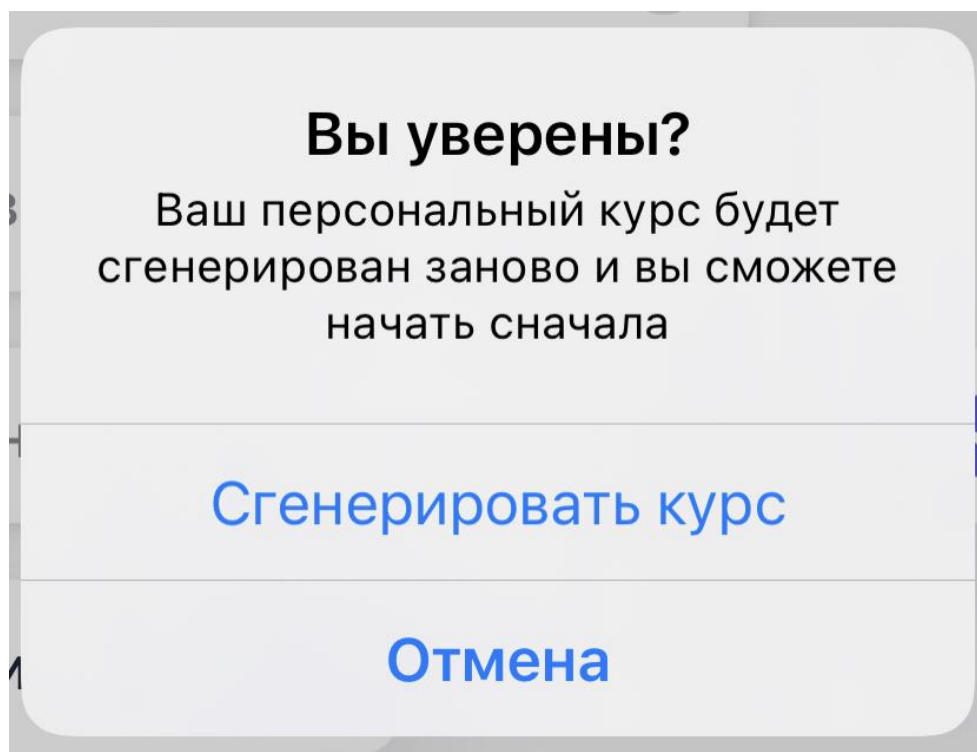 Вы уверены?
Ваш персональный курс будет
сгенерирован заново и вы сможете
начать сначала
Сгенерировать курс
Отмена